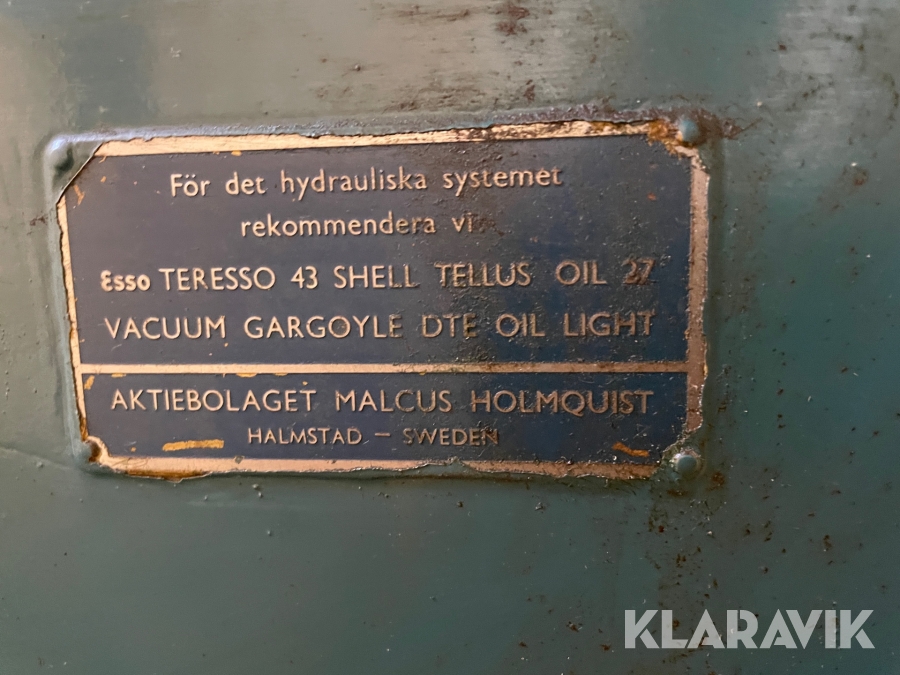 För det hydrauliska systemet
rekommendera vi
Esso TERESSO 43 SHELL TELLUS OIL 27
VACUUM GARGOYLE DTE OIL LIGHT
AKTIEBOLAGET MALCUS HOLMQUIST
HALMSTAD – SWEDEN
KLARAVIK